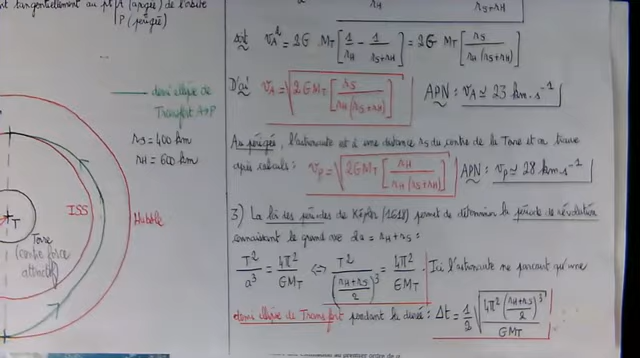 nt tangentiellement au pt A (apogée) de l'orbite
P (périgée)
demi ellipse de
Transfert A→P
rs = 400 km
rH = 600 km
ISS
Hubble
T
Terre
(centre force
attractif)
rH
rS+rH
Soit vA² = 2G MT [1/rH - 1/(rS+rH)] = 2G MT [rS/(rH(rS+rH))]
D'où vA = √(2GMT [rS/(rH(rS+rH))]) APN : vA ≃ 23 km.s⁻¹
Au périgée, l'astronaute est à une distance rs du centre de la Terre et on trouve
après calculs : vP = √(2GMT [rH/(rH(rS+rH))]) APN : vP ≃ 28 km.s⁻¹
3) La loi des périodes de Képler (1618) permet de déterminer la période de révolution
connaissant le grand axe 2a = rH + rS :
T²/a³ = 4π²/GMT ⇔ T²/((rH+rS)/2)³ = 4π²/GMT . Ici l'astronaute ne parcourt qu'une
demi ellipse de Transfert pendant la durée : Δt = 1/2 √(4π² ((rH+rS)/2)³/GMT)